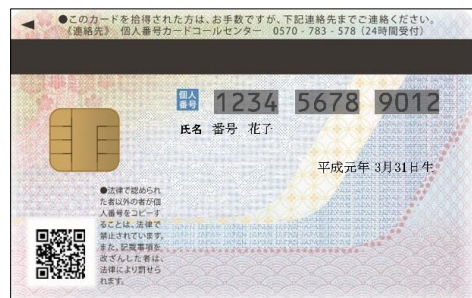 ●このカードを拾得された方は、お手数ですが、下記連絡先までご連絡ください。
《連絡先》 個人番号カードコールセンター 0570-783-578（24時間受付）
個人番号 1234 5678 9012
氏名 番号 花子
平成元年 3月31日生
●法律で認められ
た者以外の者が個
人番号をコピーす
ることは、法律で
禁止されています。
また、記載事項を
改ざんした者は、
法律により罰せら
れます。